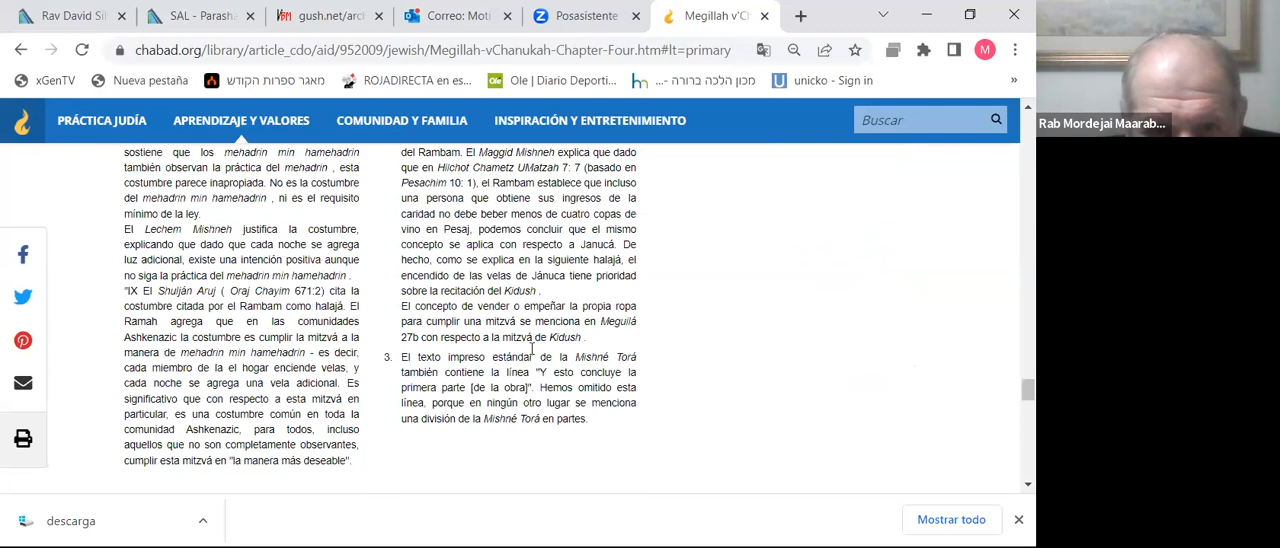 Rav David Sil
SAL - Parasha
gush.net/arch
Correo: Moti
Posasistente
Megillah v'Ch
chabad.org/library/article_cdo/aid/952009/jewish/Megillah-vChanukah-Chapter-Four.htm#lt=primary
M
xGenTV
Nueva pestaña
מאגר ספרות הקודש
ROJADIRECTA en es...
Ole | Diario Deporti...
מכון הלכה ברורה -...
unicko - Sign in
»
PRÁCTICA JUDÍA
APRENDIZAJE Y VALORES
COMUNIDAD Y FAMILIA
INSPIRACIÓN Y ENTRETENIMIENTO
Buscar
Rab Mordejai Maarab...
sostiene que los mehadrin min hamehadrin
también observan la práctica del mehadrin , esta
costumbre parece inapropiada. No es la costumbre
del mehadrin min hamehadrin , ni es el requisito
mínimo de la ley.
El Lechem Mishneh justifica la costumbre,
explicando que dado que cada noche se agrega
luz adicional, existe una intención positiva aunque
no siga la práctica del mehadrin min hamehadrin .
"IX El Shulján Aruj ( Oraj Chayim 671:2) cita la
costumbre citada por el Rambam como halajá. El
Ramah agrega que en las comunidades
Ashkenazic la costumbre es cumplir la mitzvá a la
manera de mehadrin min hamehadrin - es decir,
cada miembro de la el hogar enciende velas, y
cada noche se agrega una vela adicional. Es
significativo que con respecto a esta mitzvá en
particular, es una costumbre común en toda la
comunidad Ashkenazic, para todos, incluso
aquellos que no son completamente observantes,
cumplir esta mitzvá en "la manera más deseable".
del Rambam. El Maggid Mishneh explica que dado
que en Hilchot Chametz UMatzah 7: 7 (basado en
Pesachim 10: 1), el Rambam establece que incluso
una persona que obtiene sus ingresos de la
caridad no debe beber menos de cuatro copas de
vino en Pesaj, podemos concluir que el mismo
concepto se aplica con respecto a Janucá. De
hecho, como se explica en la siguiente halajá, el
encendido de las velas de Jánuca tiene prioridad
sobre la recitación del Kidush .
El concepto de vender o empeñar la propia ropa
para cumplir una mitzvá se menciona en Meguilá
27b con respecto a la mitzvá de Kidush .
3. El texto impreso estándar de la Mishné Torá
también contiene la línea "Y esto concluye la
primera parte [de la obra]". Hemos omitido esta
línea, porque en ningún otro lugar se menciona
una división de la Mishné Torá en partes.
descarga
Mostrar todo